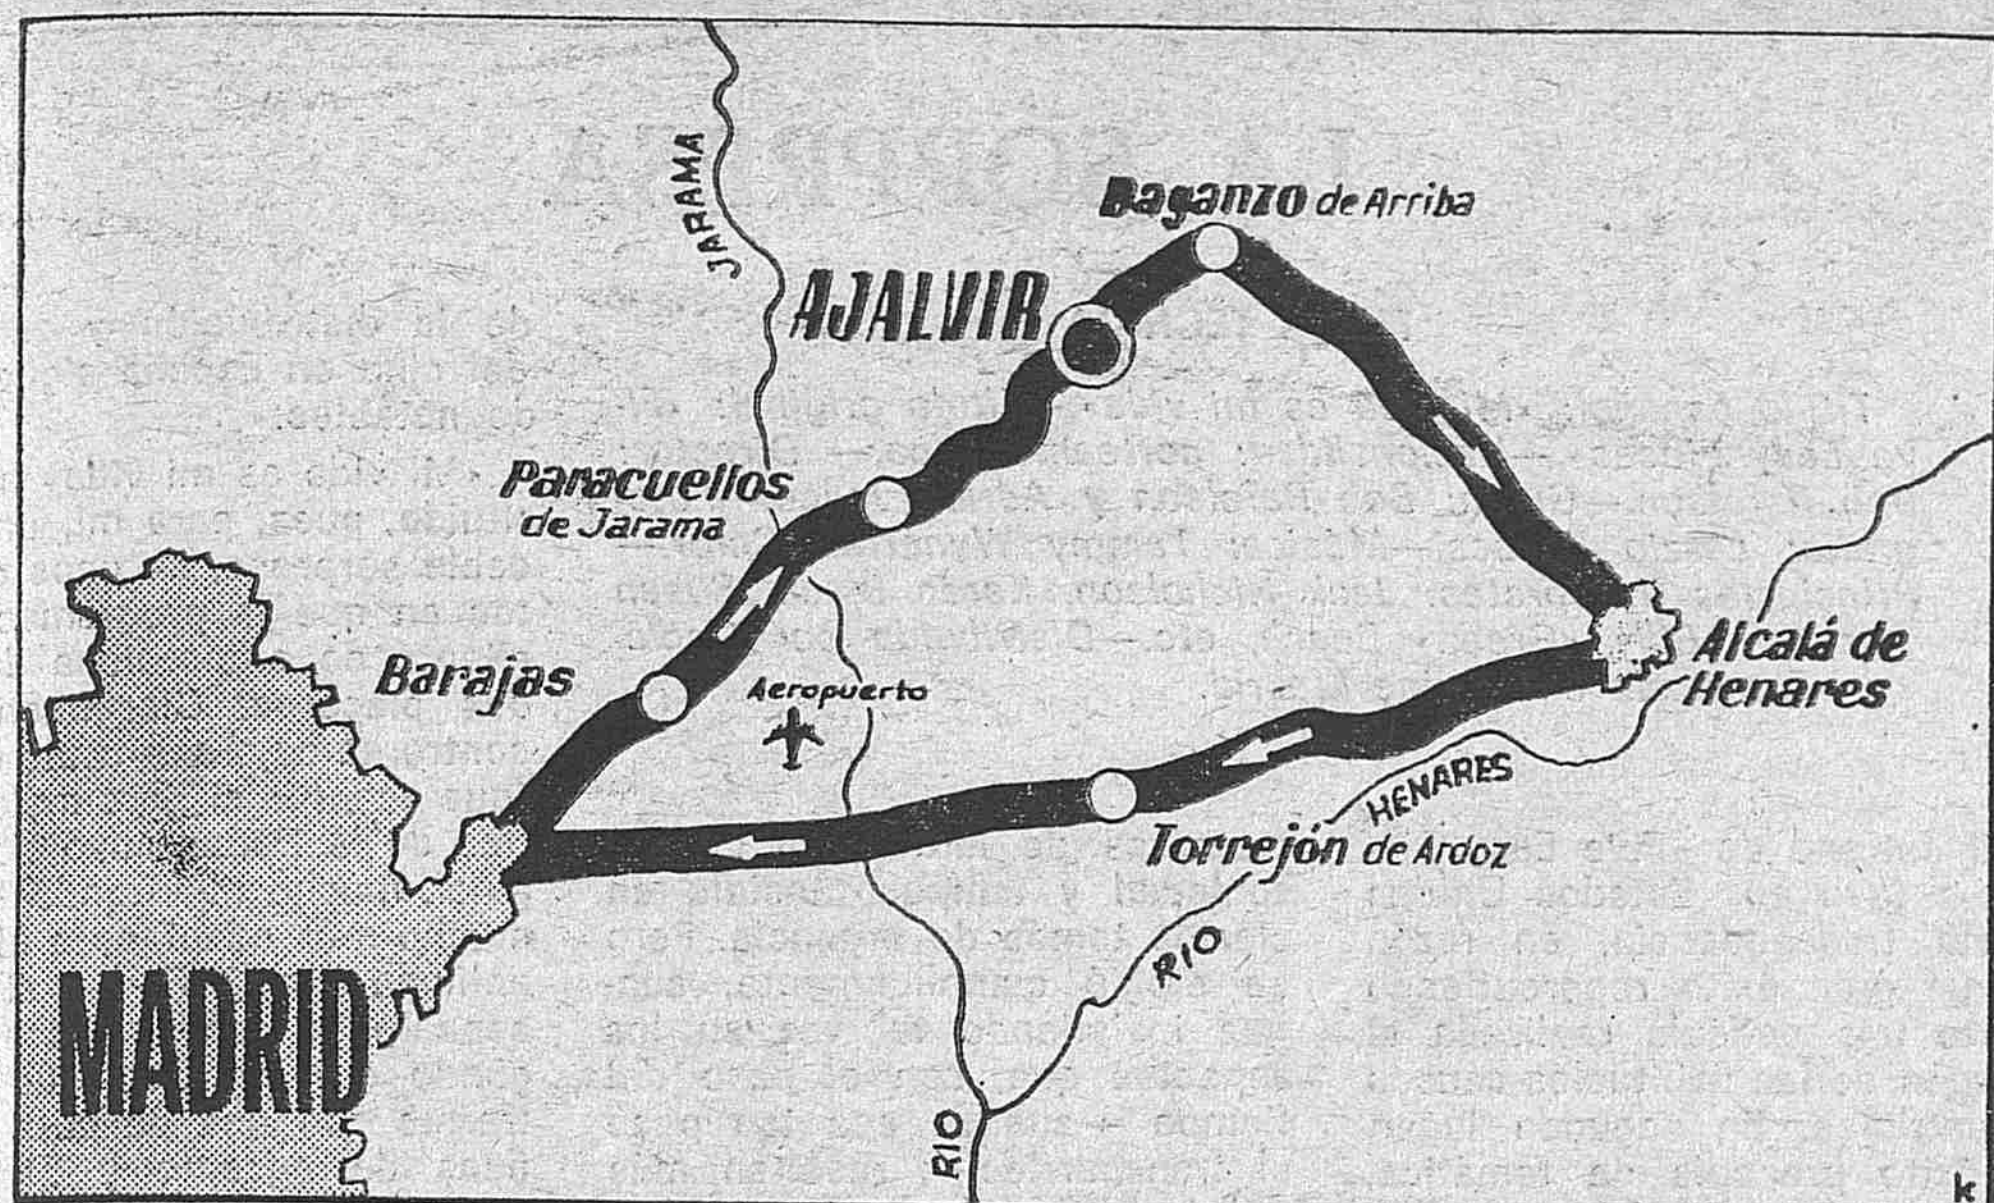 JARAMA
Baganzo de Arriba
AJALVIR
Paracuellos
de Jarama
Barajas
Aeropuerto
Alcalá de
Henares
HENARES
Torrejón de Ardoz
RIO
MADRID
RIO
k